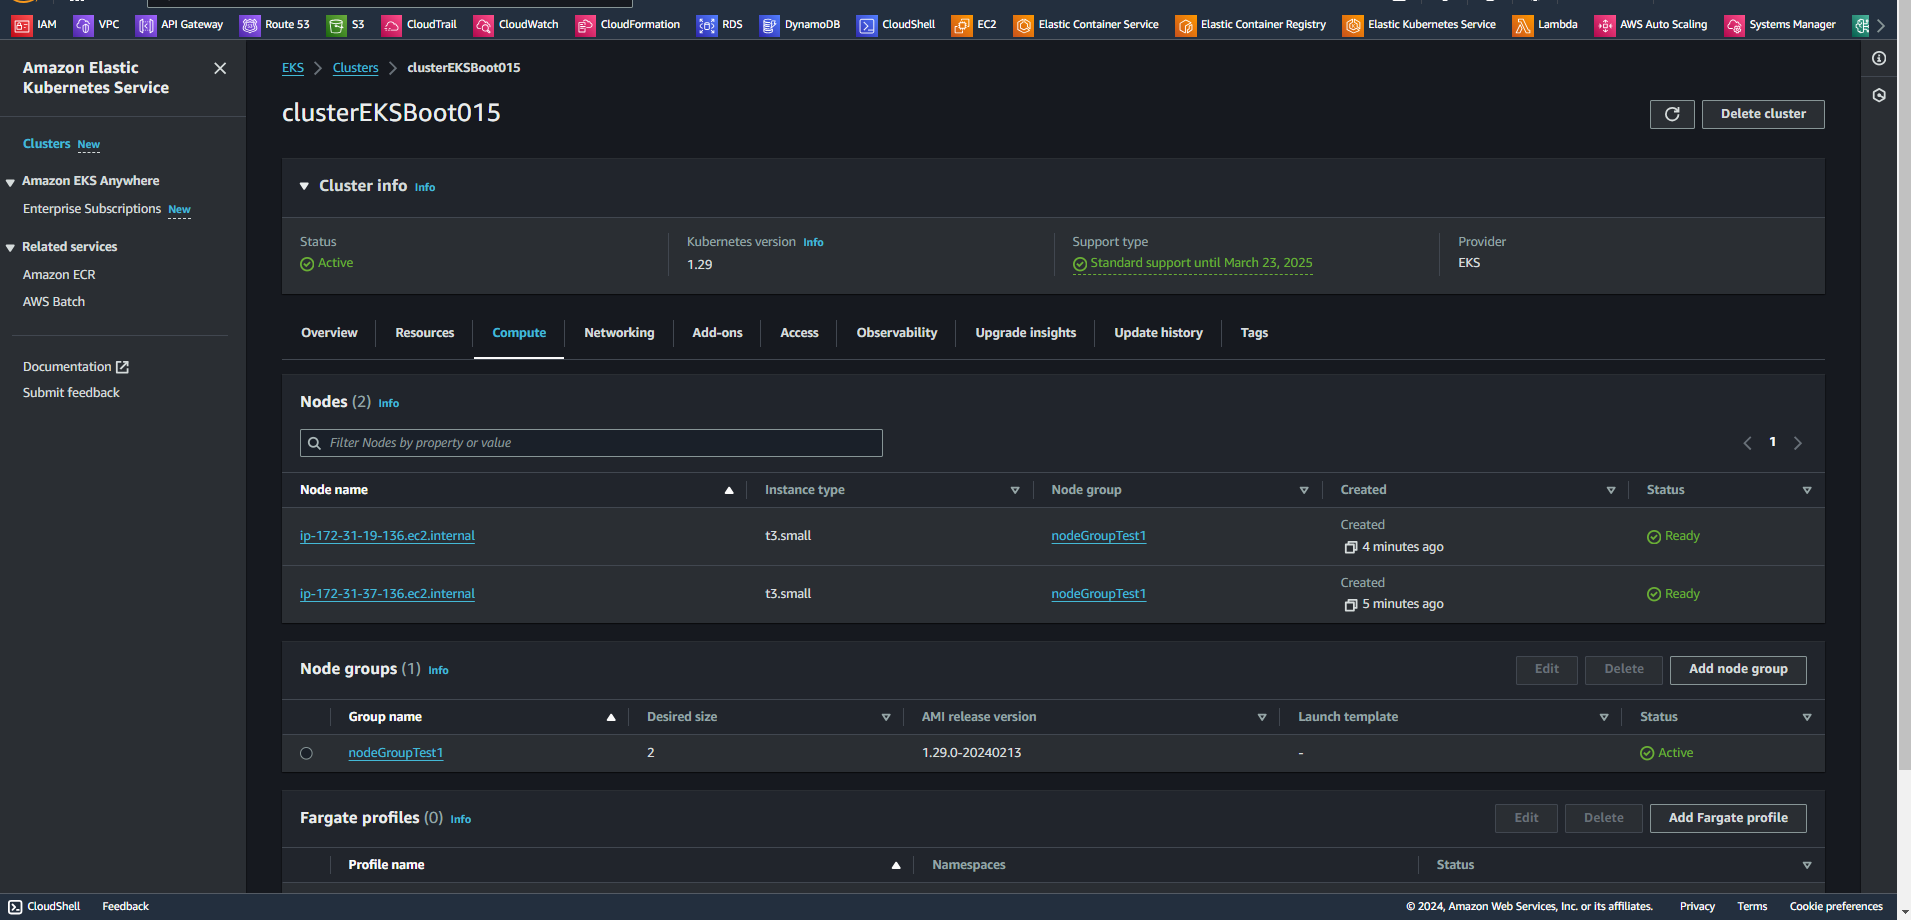 IAM VPC API Gateway Route 53 S3 CloudTrail CloudWatch CloudFormation RDS DynamoDB CloudShell EC2 Elastic Container Service Elastic Container Registry Elastic Kubernetes Service Lambda AWS Auto Scaling Systems Manager
Amazon Elastic
Kubernetes Service
Clusters New
Amazon EKS Anywhere
Enterprise Subscriptions New
Related services
Amazon ECR
AWS Batch
Documentation
Submit feedback
EKS Clusters clusterEKSBoot015
clusterEKSBoot015
Delete cluster
Cluster info Info
Status
Active
Kubernetes version Info
1.29
Support type
Standard support until March 23, 2025
Provider
EKS
Overview Resources Compute Networking Add-ons Access Observability Upgrade insights Update history Tags
Nodes (2) Info
Filter Nodes by property or value
1
Node name Instance type Node group Created Status
ip-172-31-19-136.ec2.internal t3.small nodeGroupTest1 Created 4 minutes ago Ready
ip-172-31-37-136.ec2.internal t3.small nodeGroupTest1 Created 5 minutes ago Ready
Node groups (1) Info
Edit Delete Add node group
Group name Desired size AMI release version Launch template Status
nodeGroupTest1 2 1.29.0-20240213 - Active
Fargate profiles (0) Info
Edit Delete Add Fargate profile
Profile name Namespaces Status
CloudShell Feedback © 2024, Amazon Web Services, Inc. or its affiliates. Privacy Terms Cookie preferences